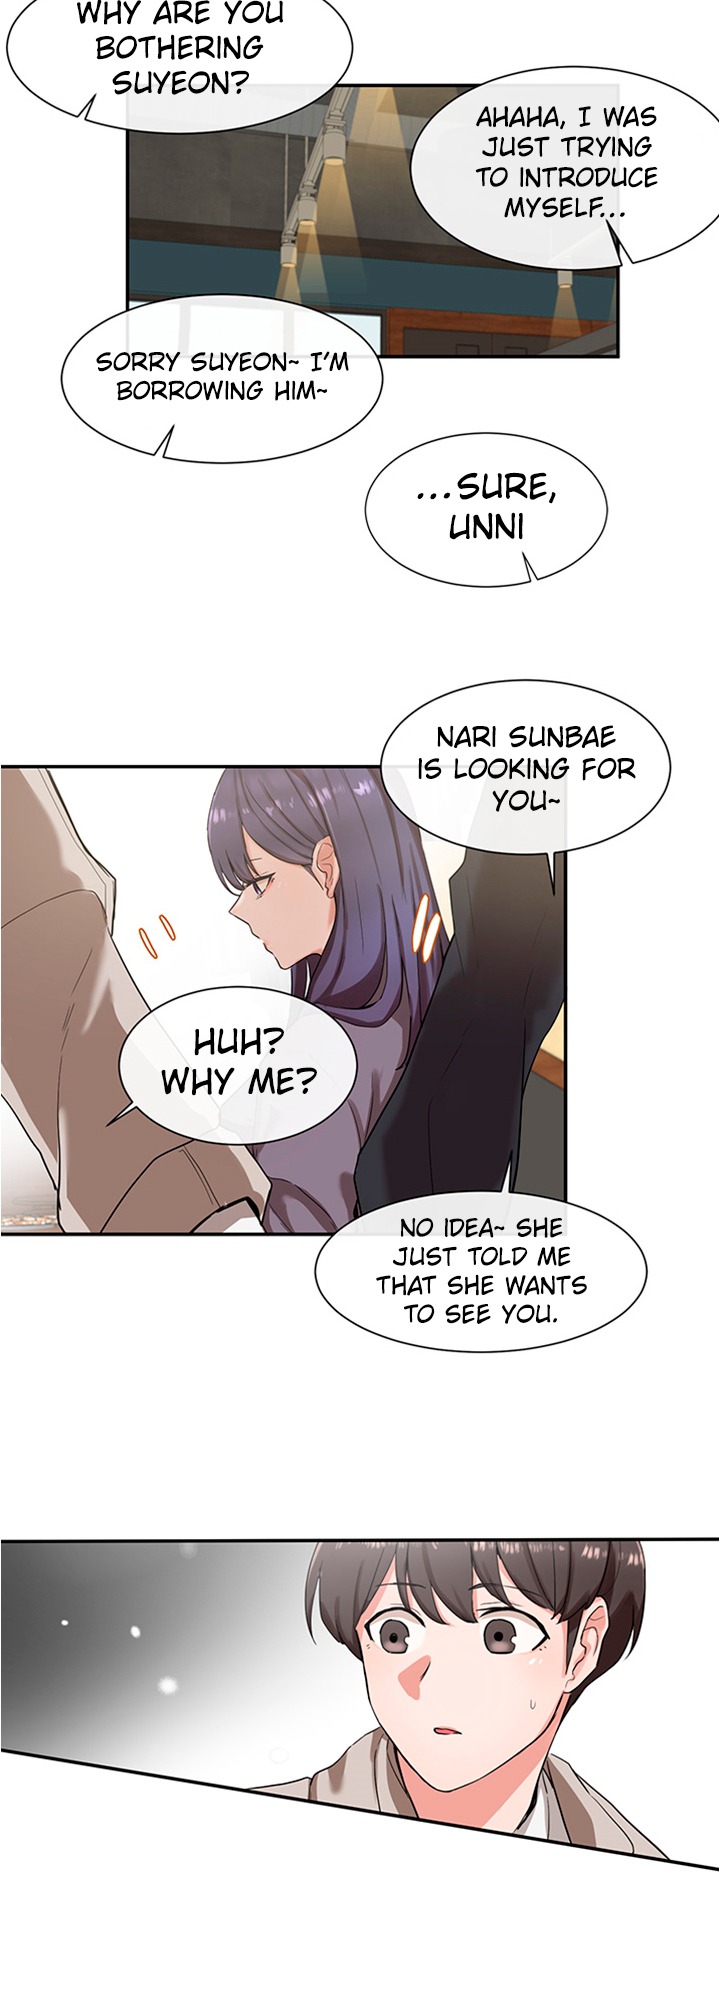 WHY ARE YOU
BOTHERING
SUYEON?
AHAHA, I WAS
JUST TRYING
TO INTRODUCE
MYSELF...
SORRY SUYEON~ I'M
BORROWING HIM~
...SURE,
UNNI
NARI SUNBAE
IS LOOKING FOR
YOU~
HUH?
WHY ME?
NO IDEA~ SHE
JUST TOLD ME
THAT SHE WANTS
TO SEE YOU.